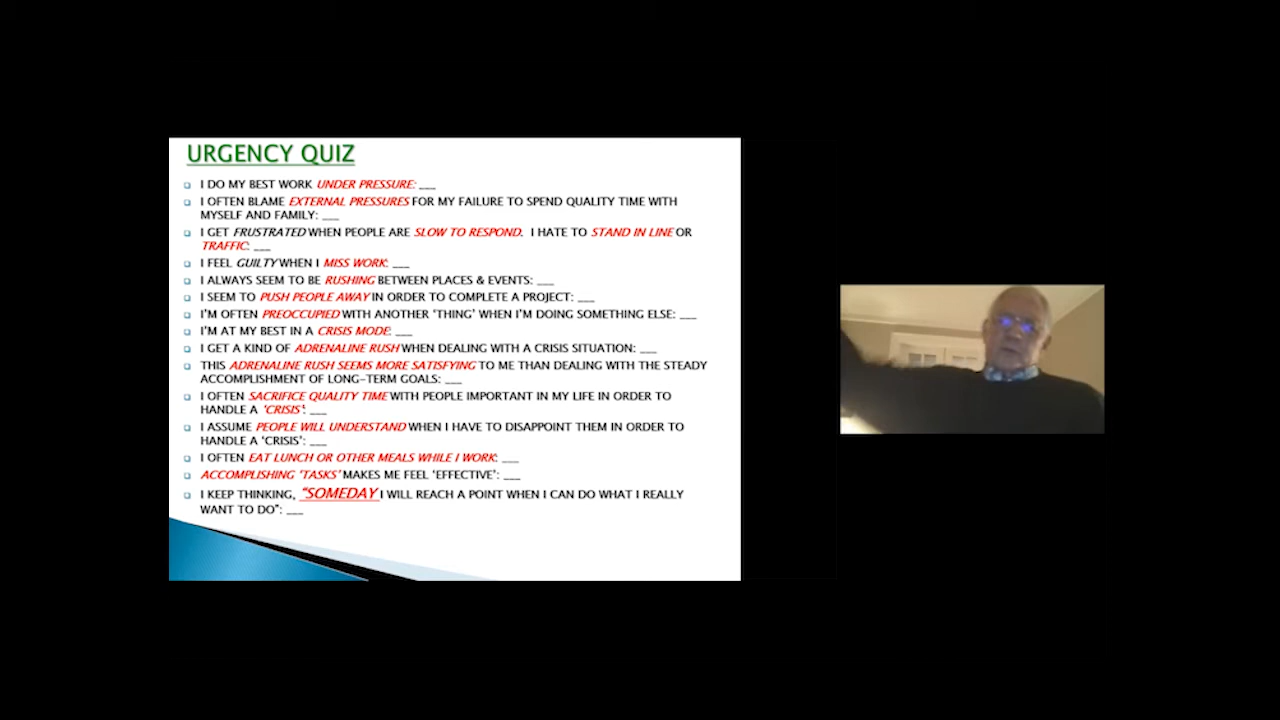 URGENCY QUIZ
I DO MY BEST WORK UNDER PRESSURE: ___
I OFTEN BLAME EXTERNAL PRESSURES FOR MY FAILURE TO SPEND QUALITY TIME WITH
MYSELF AND FAMILY: ___
I GET FRUSTRATED WHEN PEOPLE ARE SLOW TO RESPOND. I HATE TO STAND IN LINE OR
TRAFFIC: ___
I FEEL GUILTY WHEN I MISS WORK: ___
I ALWAYS SEEM TO BE RUSHING BETWEEN PLACES & EVENTS: ___
I SEEM TO PUSH PEOPLE AWAY IN ORDER TO COMPLETE A PROJECT: ___
I'M OFTEN PREOCCUPIED WITH ANOTHER 'THING' WHEN I'M DOING SOMETHING ELSE: ___
I'M AT MY BEST IN A CRISIS MODE: ___
I GET A KIND OF ADRENALINE RUSH WHEN DEALING WITH A CRISIS SITUATION: ___
THIS ADRENALINE RUSH SEEMS MORE SATISFYING TO ME THAN DEALING WITH THE STEADY
ACCOMPLISHMENT OF LONG-TERM GOALS: ___
I OFTEN SACRIFICE QUALITY TIME WITH PEOPLE IMPORTANT IN MY LIFE IN ORDER TO
HANDLE A 'CRISIS': ___
I ASSUME PEOPLE WILL UNDERSTAND WHEN I HAVE TO DISAPPOINT THEM IN ORDER TO
HANDLE A 'CRISIS': ___
I OFTEN EAT LUNCH OR OTHER MEALS WHILE I WORK: ___
ACCOMPLISHING 'TASKS' MAKES ME FEEL 'EFFECTIVE': ___
I KEEP THINKING, "SOMEDAY I WILL REACH A POINT WHEN I CAN DO WHAT I REALLY
WANT TO DO": ___